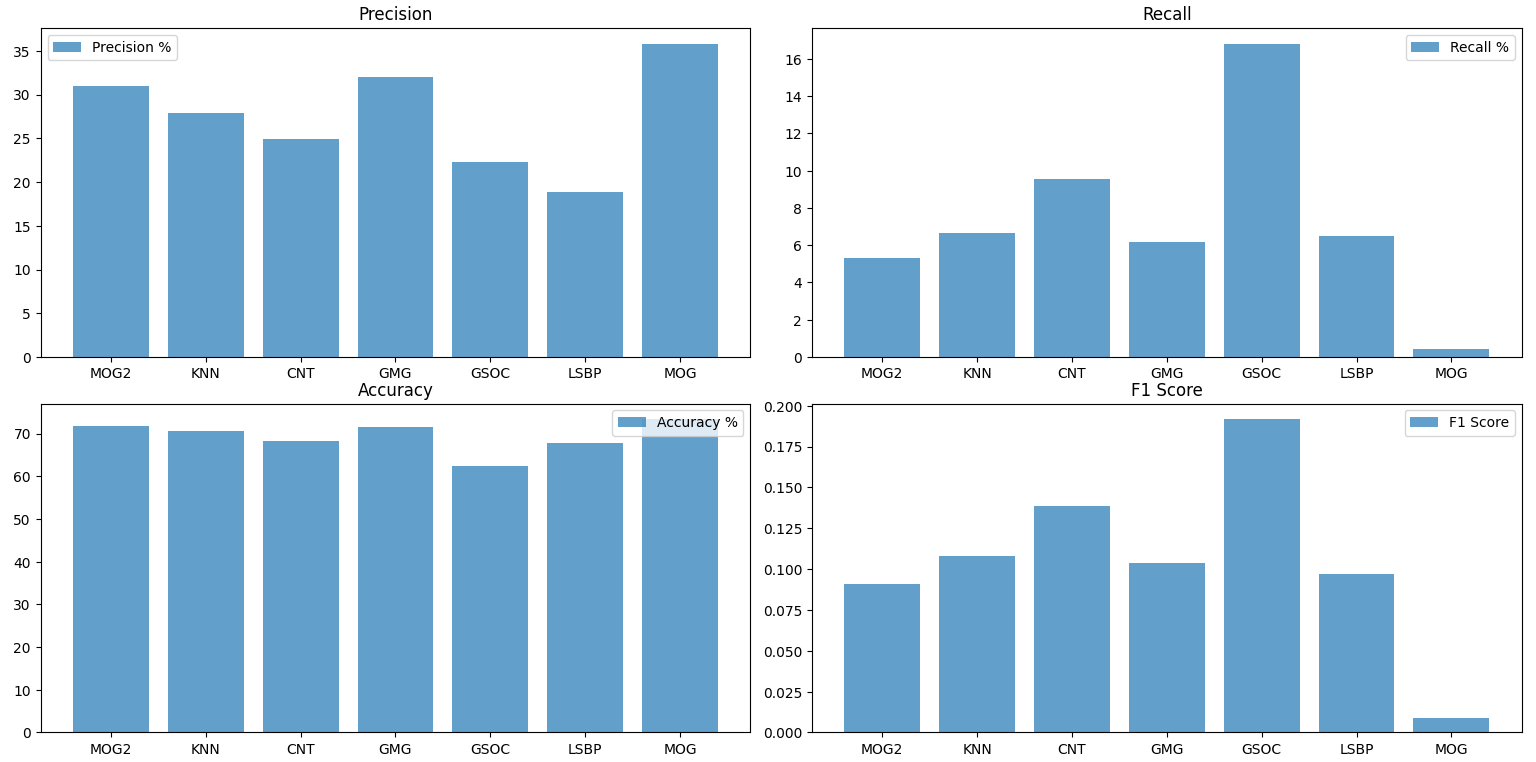 Precision
Precision %
35
30
25
20
15
10
5
0
MOG2 KNN CNT GMG GSOC LSBP MOG
Recall
Recall %
16
14
12
10
8
6
4
2
0
MOG2 KNN CNT GMG GSOC LSBP MOG
Accuracy
Accuracy %
70
60
50
40
30
20
10
0
MOG2 KNN CNT GMG GSOC LSBP MOG
F1 Score
F1 Score
0.200
0.175
0.150
0.125
0.100
0.075
0.050
0.025
0.000
MOG2 KNN CNT GMG GSOC LSBP MOG